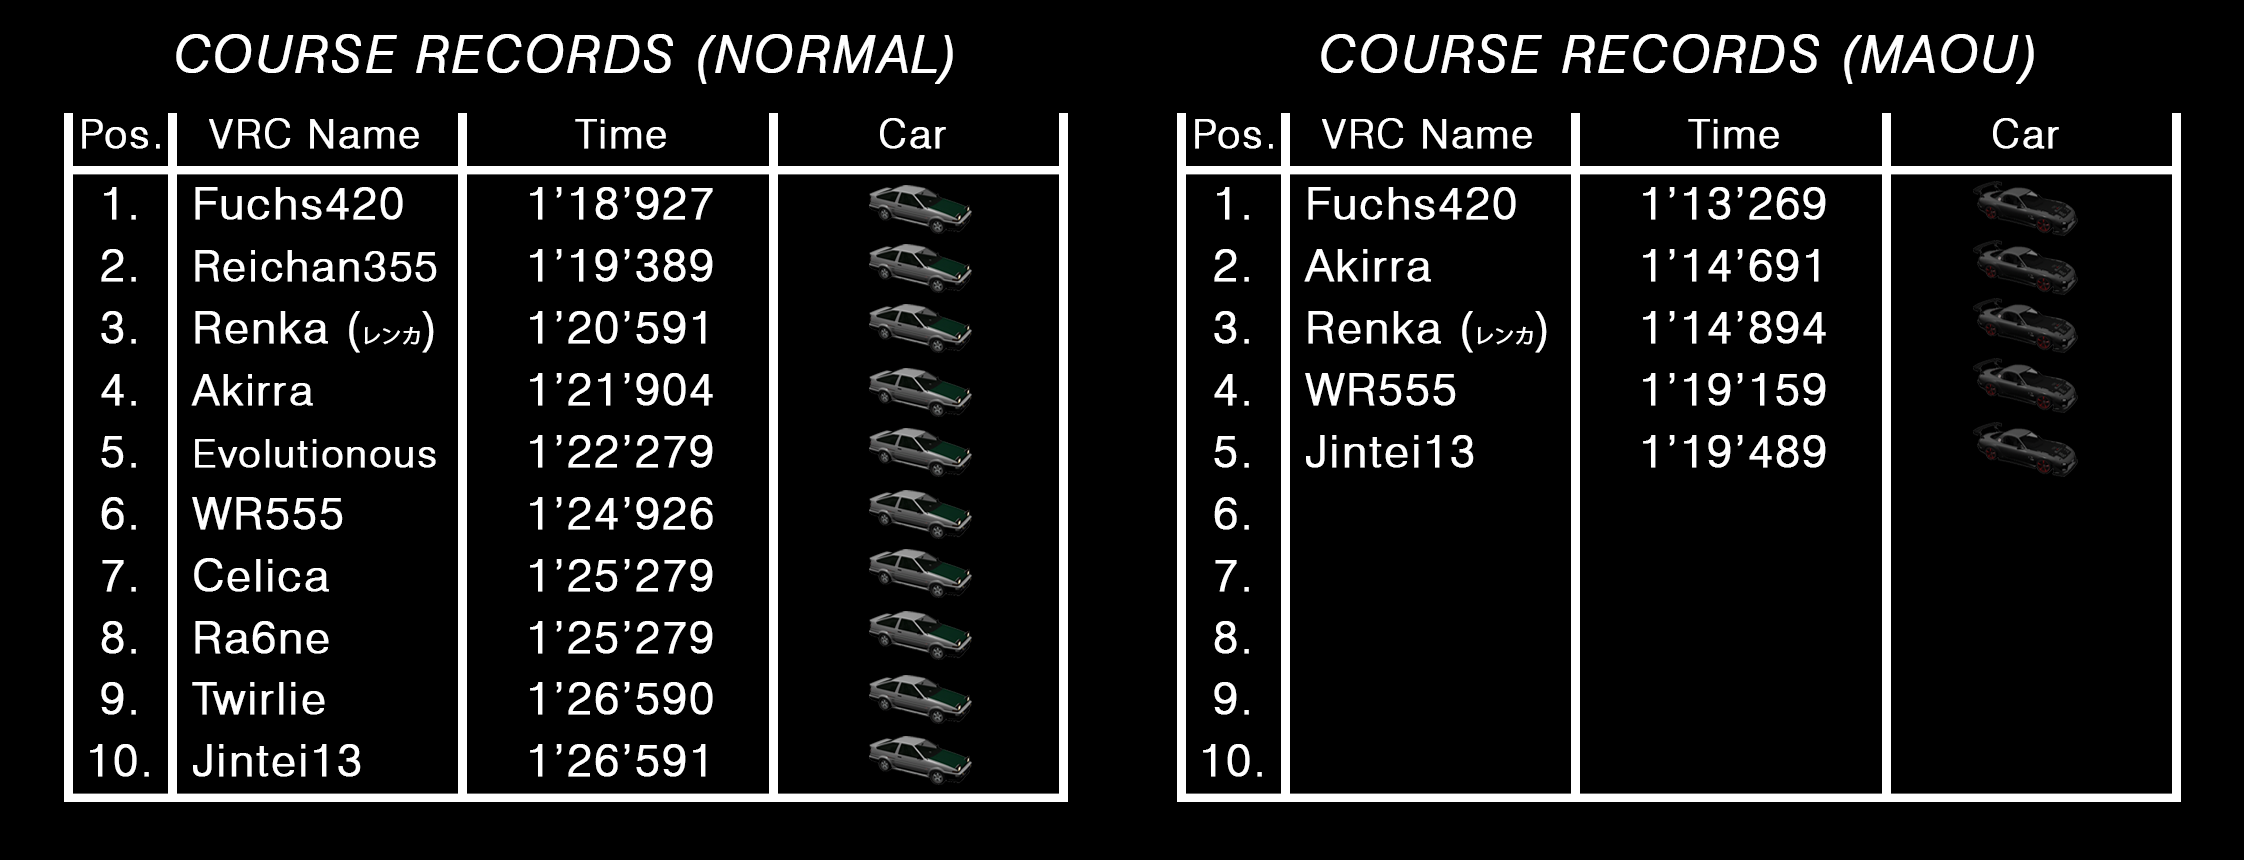 COURSE RECORDS (NORMAL)
Pos. VRC Name Time Car
1. Fuchs420 1’18’927
2. Reichan355 1’19’389
3. Renka (レンカ) 1’20’591
4. Akirra 1’21’904
5. Evolutionous 1’22’279
6. WR555 1’24’926
7. Celica 1’25’279
8. Ra6ne 1’25’279
9. Twirlie 1’26’590
10. Jintei13 1’26’591
COURSE RECORDS (MAOU)
Pos. VRC Name Time Car
1. Fuchs420 1’13’269
2. Akirra 1’14’691
3. Renka (レンカ) 1’14’894
4. WR555 1’19’159
5. Jintei13 1’19’489
6.
7.
8.
9.
10.